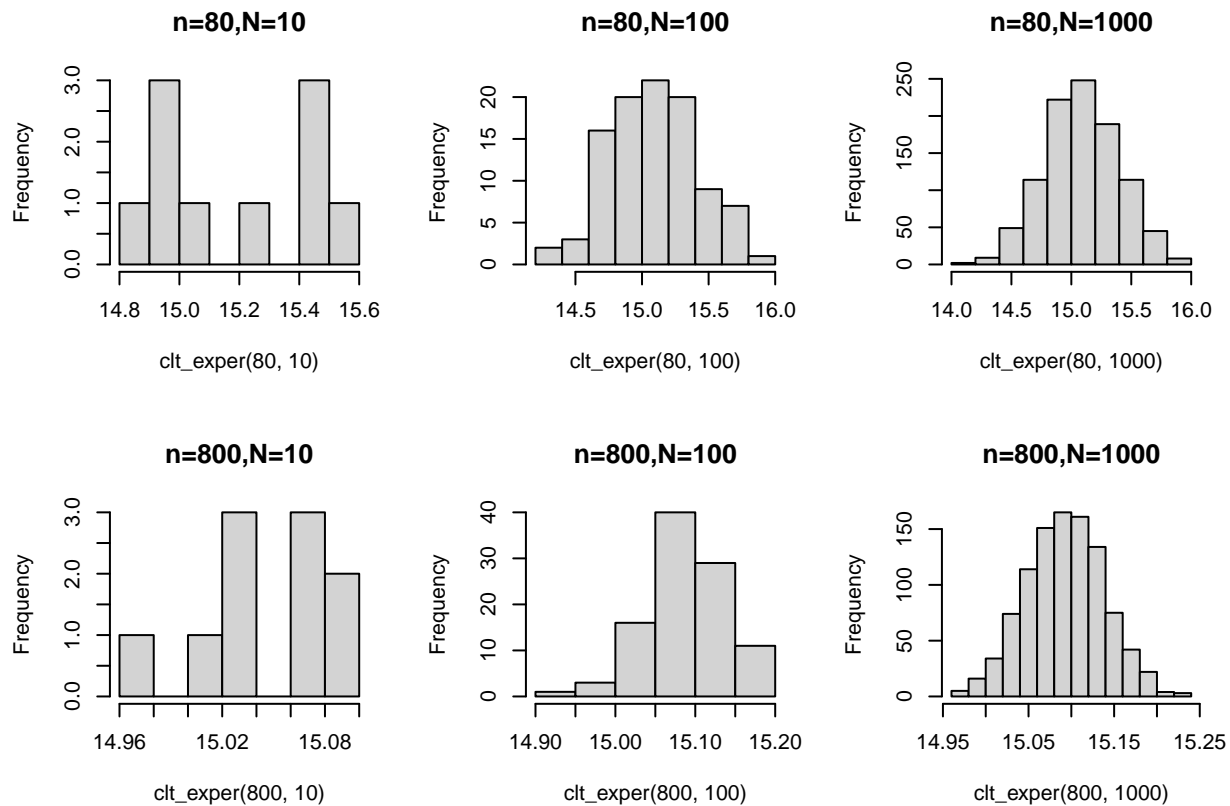 n=80,N=10
Frequency
0.0 1.0 2.0 3.0
14.8 15.0 15.2 15.4 15.6
clt_exper(80, 10)
n=80,N=100
Frequency
0 5 10 20
14.5 15.0 15.5 16.0
clt_exper(80, 100)
n=80,N=1000
Frequency
0 50 150 250
14.0 14.5 15.0 15.5 16.0
clt_exper(80, 1000)
n=800,N=10
Frequency
0.0 1.0 2.0 3.0
14.96 15.02 15.08
clt_exper(800, 10)
n=800,N=100
Frequency
0 10 20 30 40
14.90 15.00 15.10 15.20
clt_exper(800, 100)
n=800,N=1000
Frequency
0 50 100 150
14.95 15.05 15.15 15.25
clt_exper(800, 1000)